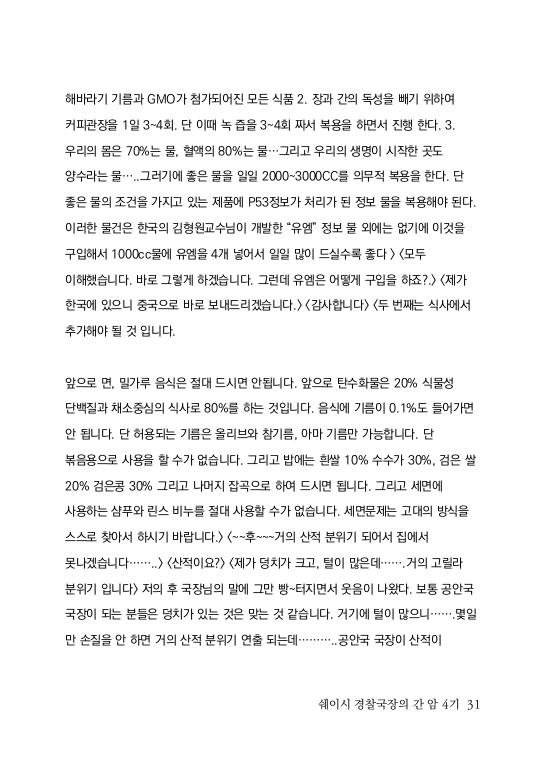 해바라기 기름과 GMO가 첨가되어진 모든 식품 2. 장과 간의 독성을 빼기 위하여
커피관장을 1일 3~4회. 단 이때 녹 즙을 3~4회 짜서 복용을 하면서 진행 한다. 3.
우리의 몸은 70%는 물, 혈액의 80%는 물…그리고 우리의 생명이 시작한 곳도
양수라는 물…..그러기에 좋은 물을 일일 2000~3000CC를 의무적 복용을 한다. 단
좋은 물의 조건을 가지고 있는 제품에 P53정보가 처리가 된 정보 물을 복용해야 된다.
이러한 물건은 한국의 김형원교수님이 개발한 “유엠” 정보 물 외에는 없기에 이것을
구입해서 1000cc물에 유엠을 4개 넣어서 일일 많이 드실수록 좋다 > <모두
이해했습니다. 바로 그렇게 하겠습니다. 그런데 유엠은 어떻게 구입을 하죠?.> <제가
한국에 있으니 중국으로 바로 보내드리겠습니다.> <감사합니다> <두 번째는 식사에서
추가해야 될 것 입니다.
앞으로 면, 밀가루 음식은 절대 드시면 안됩니다. 앞으로 탄수화물은 20% 식물성
단백질과 채소중심의 식사로 80%를 하는 것입니다. 음식에 기름이 0.1%도 들어가면
안 됩니다. 단 허용되는 기름은 올리브와 참기름, 아마 기름만 가능합니다. 단
볶음용으로 사용을 할 수가 없습니다. 그리고 밥에는 흰쌀 10% 수수가 30%, 검은 쌀
20% 검은콩 30% 그리고 나머지 잡곡으로 하여 드시면 됩니다. 그리고 세면에
사용하는 샴푸와 린스 비누를 절대 사용할 수가 없습니다. 세면문제는 고대의 방식을
스스로 찾아서 하시기 바랍니다.> <~~후~~~거의 산적 분위기 되어서 집에서
못나겠습니다…….> <산적이요?> <제가 덩치가 크고, 털이 많은데…….거의 고릴라
분위기 입니다> 저의 후 국장님의 말에 그만 빵~터지면서 웃음이 나왔다. 보통 공안국
국장이 되는 분들은 덩치가 있는 것은 맞는 것 같습니다. 거기에 털이 많으니…….몇일
만 손질을 안 하면 거의 산적 분위기 연출 되는데………..공안국 국장이 산적이
쉐이시 경찰국장의 간 암 4기 31